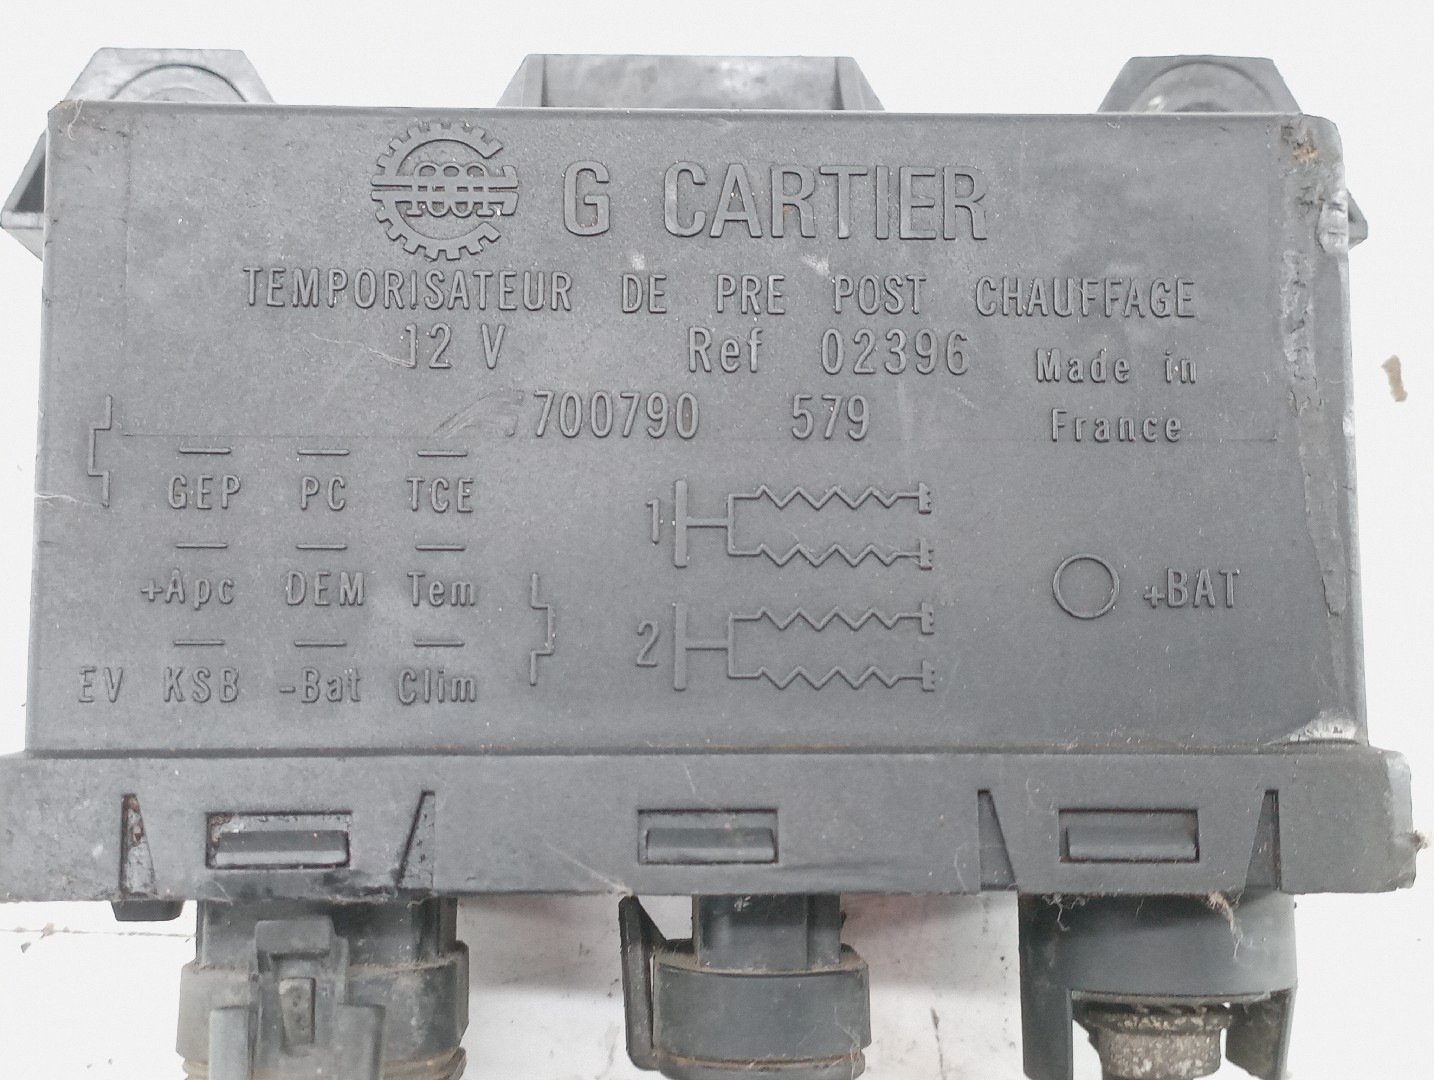 G CARTIER
TEMPORISATEUR DE PRE POST CHAUFFAGE
12 V Ref 02396 Made in
7700790 579 France
GEP PC TCE
1
+Apc DEM Tem
+BAT
2
EV KSB -Bat Clim